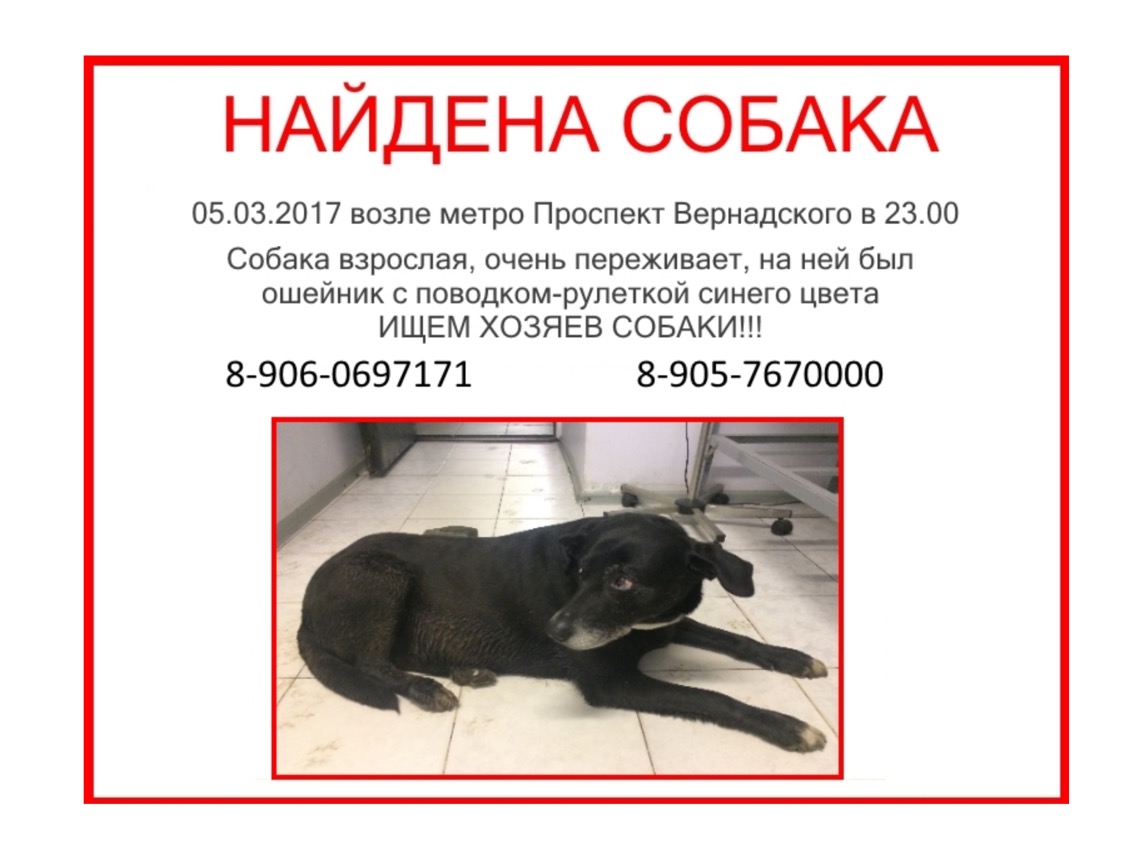 НАЙДЕНА СОБАКА
05.03.2017 возле метро Проспект Вернадского в 23.00
Собака взрослая, очень переживает, на ней был
ошейник с поводком-рулеткой синего цвета
ИЩЕМ ХОЗЯЕВ СОБАКИ!!!
8-906-0697171 8-905-7670000